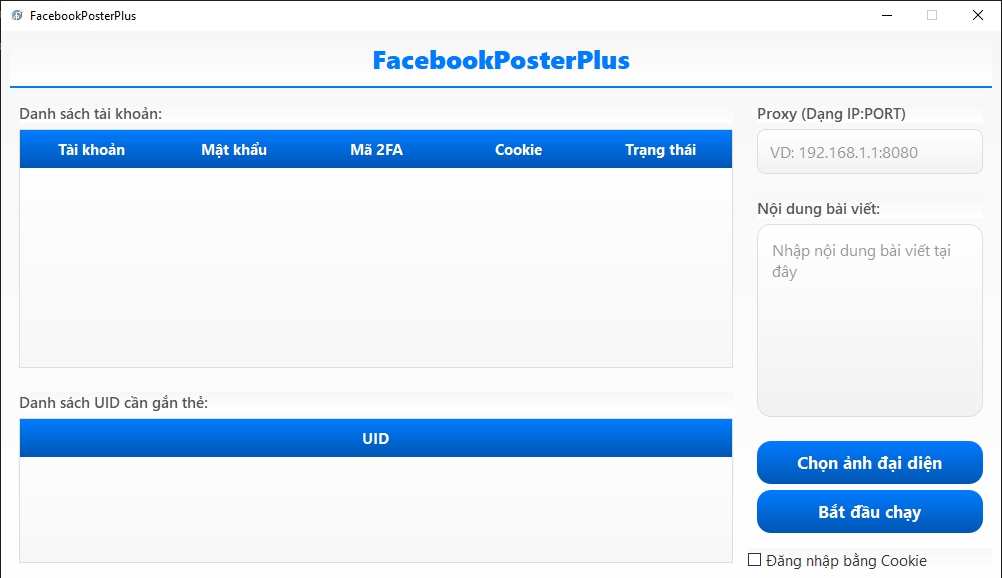 FacebookPosterPlus
FacebookPosterPlus
Danh sách tài khoản:
Tài khoản Mật khẩu Mã 2FA Cookie Trạng thái
Danh sách UID cần gắn thẻ:
UID
Proxy (Dạng IP:PORT)
VD: 192.168.1.1:8080
Nội dung bài viết:
Nhập nội dung bài viết tại
đây
Chọn ảnh đại diện
Bắt đầu chạy
Đăng nhập bằng Cookie